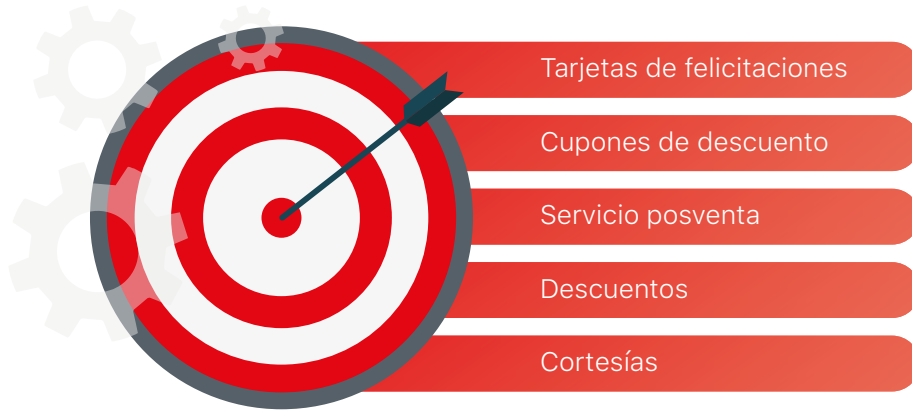 Tarjetas de felicitaciones
Cupones de descuento
Servicio posventa
Descuentos
Cortesías